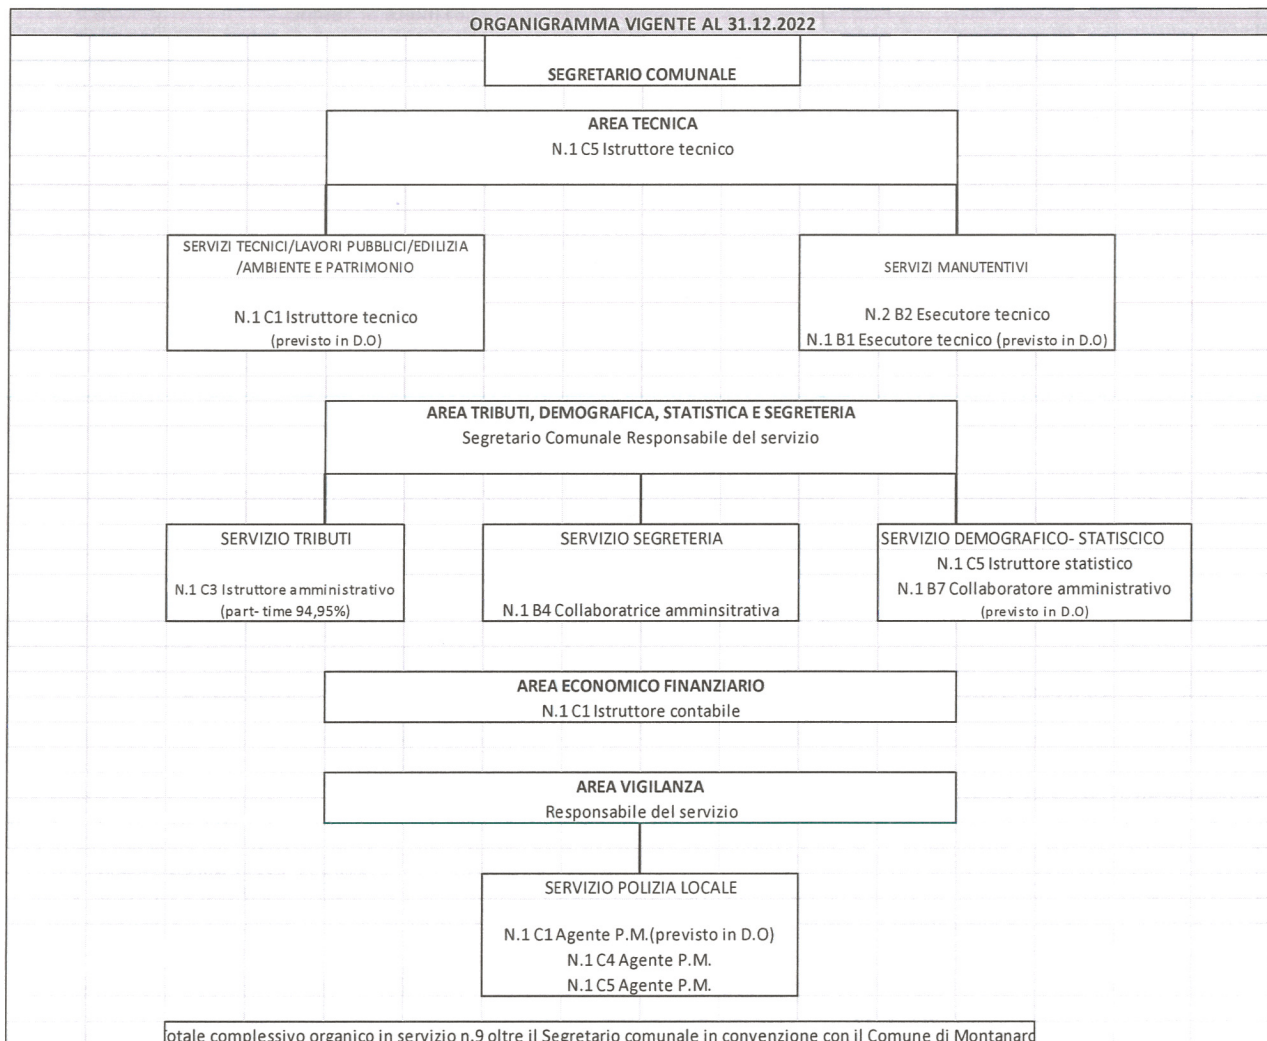 ORGANIGRAMMA VIGENTE AL 31.12.2022
SEGRETARIO COMUNALE
AREA TECNICA
N.1 C5 Istruttore tecnico
SERVIZI TECNICI/LAVORI PUBBLICI/EDILIZIA
/AMBIENTE E PATRIMONIO
N.1 C1 Istruttore tecnico
(previsto in D.O)
SERVIZI MANUTENTIVI
N.2 B2 Esecutore tecnico
N.1 B1 Esecutore tecnico (previsto in D.O)
AREA TRIBUTI, DEMOGRAFICA, STATISTICA E SEGRETERIA
Segretario Comunale Responsabile del servizio
SERVIZIO TRIBUTI
N.1 C3 Istruttore amministrativo
(part- time 94,95%)
SERVIZIO SEGRETERIA
N.1 B4 Collaboratrice amminsitrativa
SERVIZIO DEMOGRAFICO- STATISCICO
N.1 C5 Istruttore statistico
N.1 B7 Collaboratore amministrativo
(previsto in D.O)
AREA ECONOMICO FINANZIARIO
N.1 C1 Istruttore contabile
AREA VIGILANZA
Responsabile del servizio
SERVIZIO POLIZIA LOCALE
N.1 C1 Agente P.M.(previsto in D.O)
N.1 C4 Agente P.M.
N.1 C5 Agente P.M.
otale complessivo organico in servizio n.9 oltre il Segretario comunale in convenzione con il Comune di Montanaro